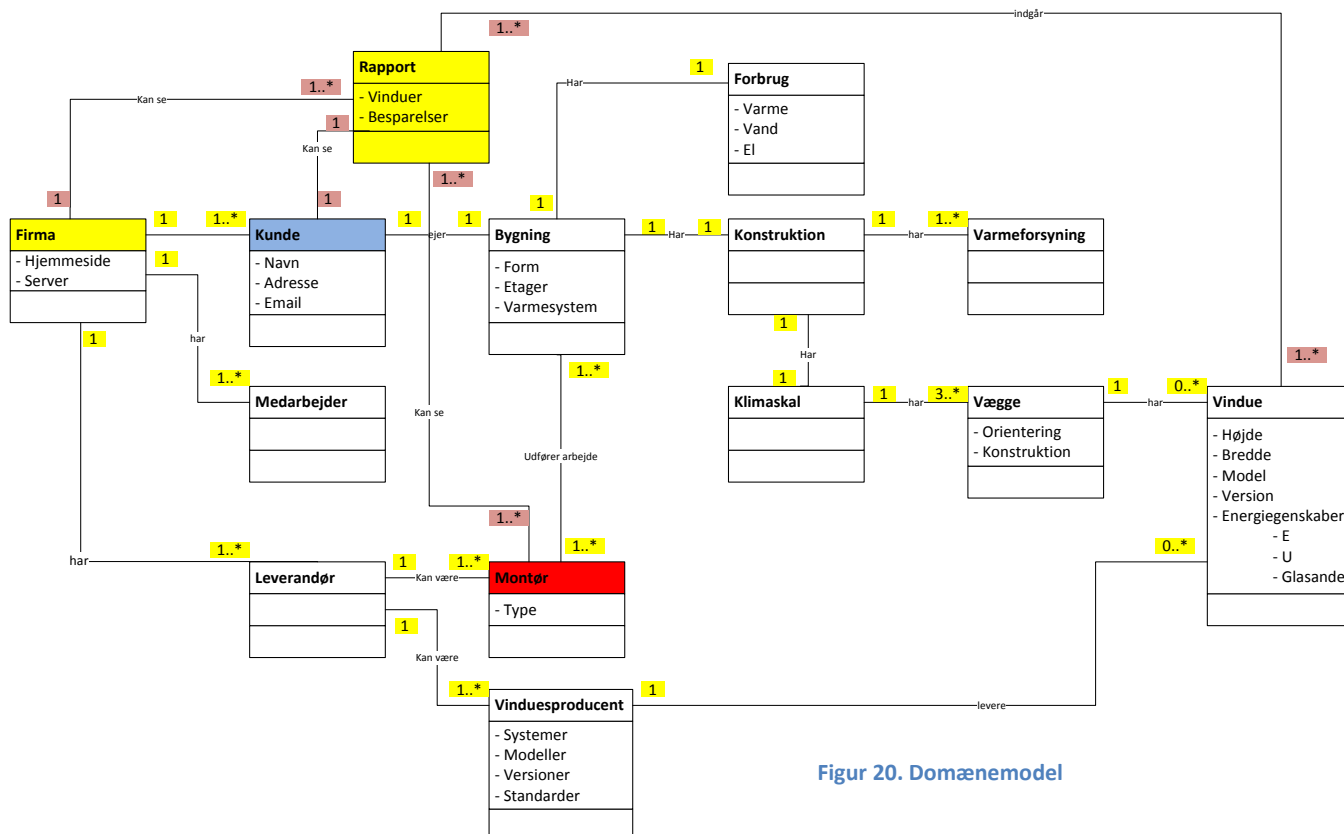 indgår
1..*
Rapport
- Vinduer
- Besparelser
1
Forbrug
- Varme
- Vand
- El
Har
Kan se
1..*
1
Kan se
1..*
1
1
1
Firma
- Hjemmeside
- Server
1
1..*
Kunde
- Navn
- Adresse
- Email
1
ejer
1
Bygning
- Form
- Etager
- Varmesystem
1
Har
1
Konstruktion
1
har
1..*
Varmeforsyning
1
har
1..*
Medarbejder
1
1
Har
1
Klimaskal
1
har
3..*
Vægge
- Orientering
- Konstruktion
1
har
0..*
1..*
Vindue
- Højde
- Bredde
- Model
- Version
- Energiegenskaber
- E
- U
- Glasande
1..*
Kan se
Udfører arbejde
1..*
1..*
har
1..*
Leverandør
1
Kan være
1..*
Montør
- Type
1
Kan være
1..*
Vinduesproducent
- Systemer
- Modeller
- Versioner
- Standarder
1
levere
0..*
Figur 20. Domænemodel